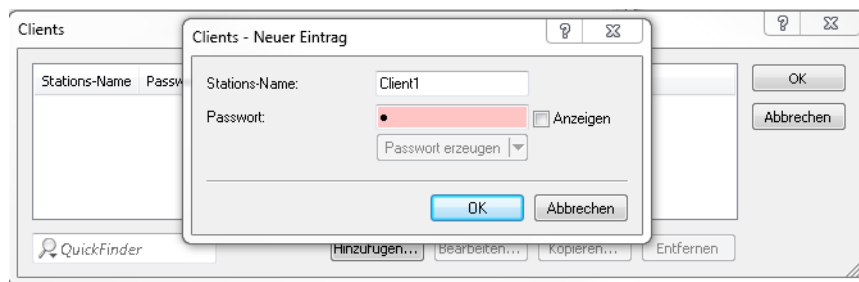 Clients
Clients - Neuer Eintrag
Stations-Name
Stations-Name:
Client1
OK
Passwort:
●
Anzeigen
Abbrechen
Passwort erzeugen
OK
Abbrechen
QuickFinder
Hinzufügen...
Bearbeiten...
Kopieren...
Entfernen